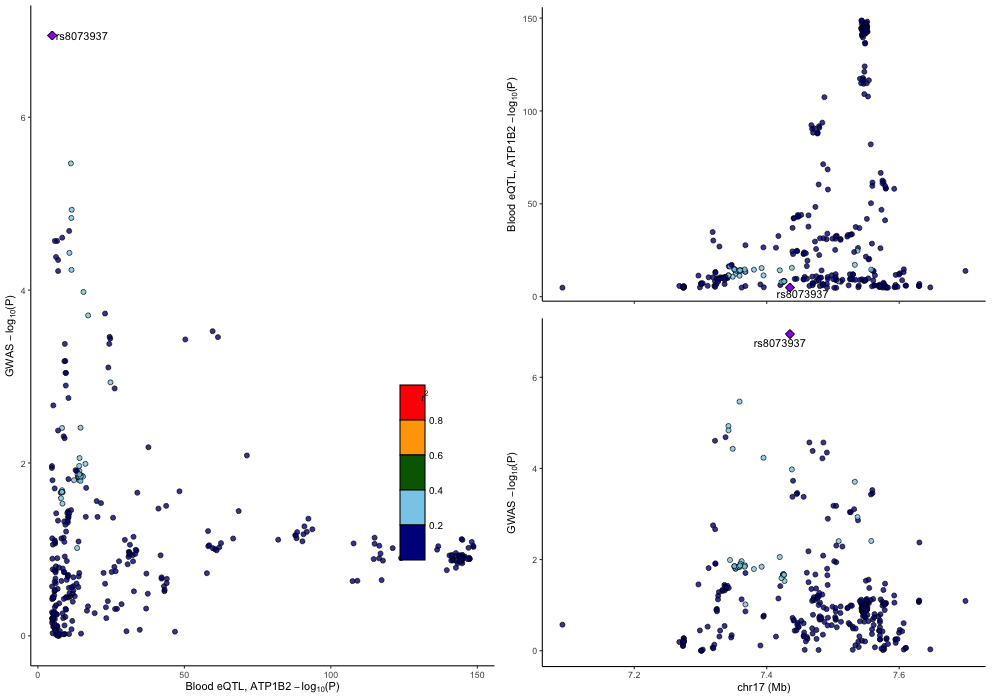 rs8073937
GWAS −log10(P)
6
4
2
0
0
50
100
150
Blood eQTL, ATP1B2 −log10(P)
r2
0.8
0.6
0.4
0.2
Blood eQTL, ATP1B2 −log10(P)
150
100
50
0
rs8073937
GWAS −log10(P)
6
4
2
0
rs8073937
7.2
7.4
7.6
chr17 (Mb)